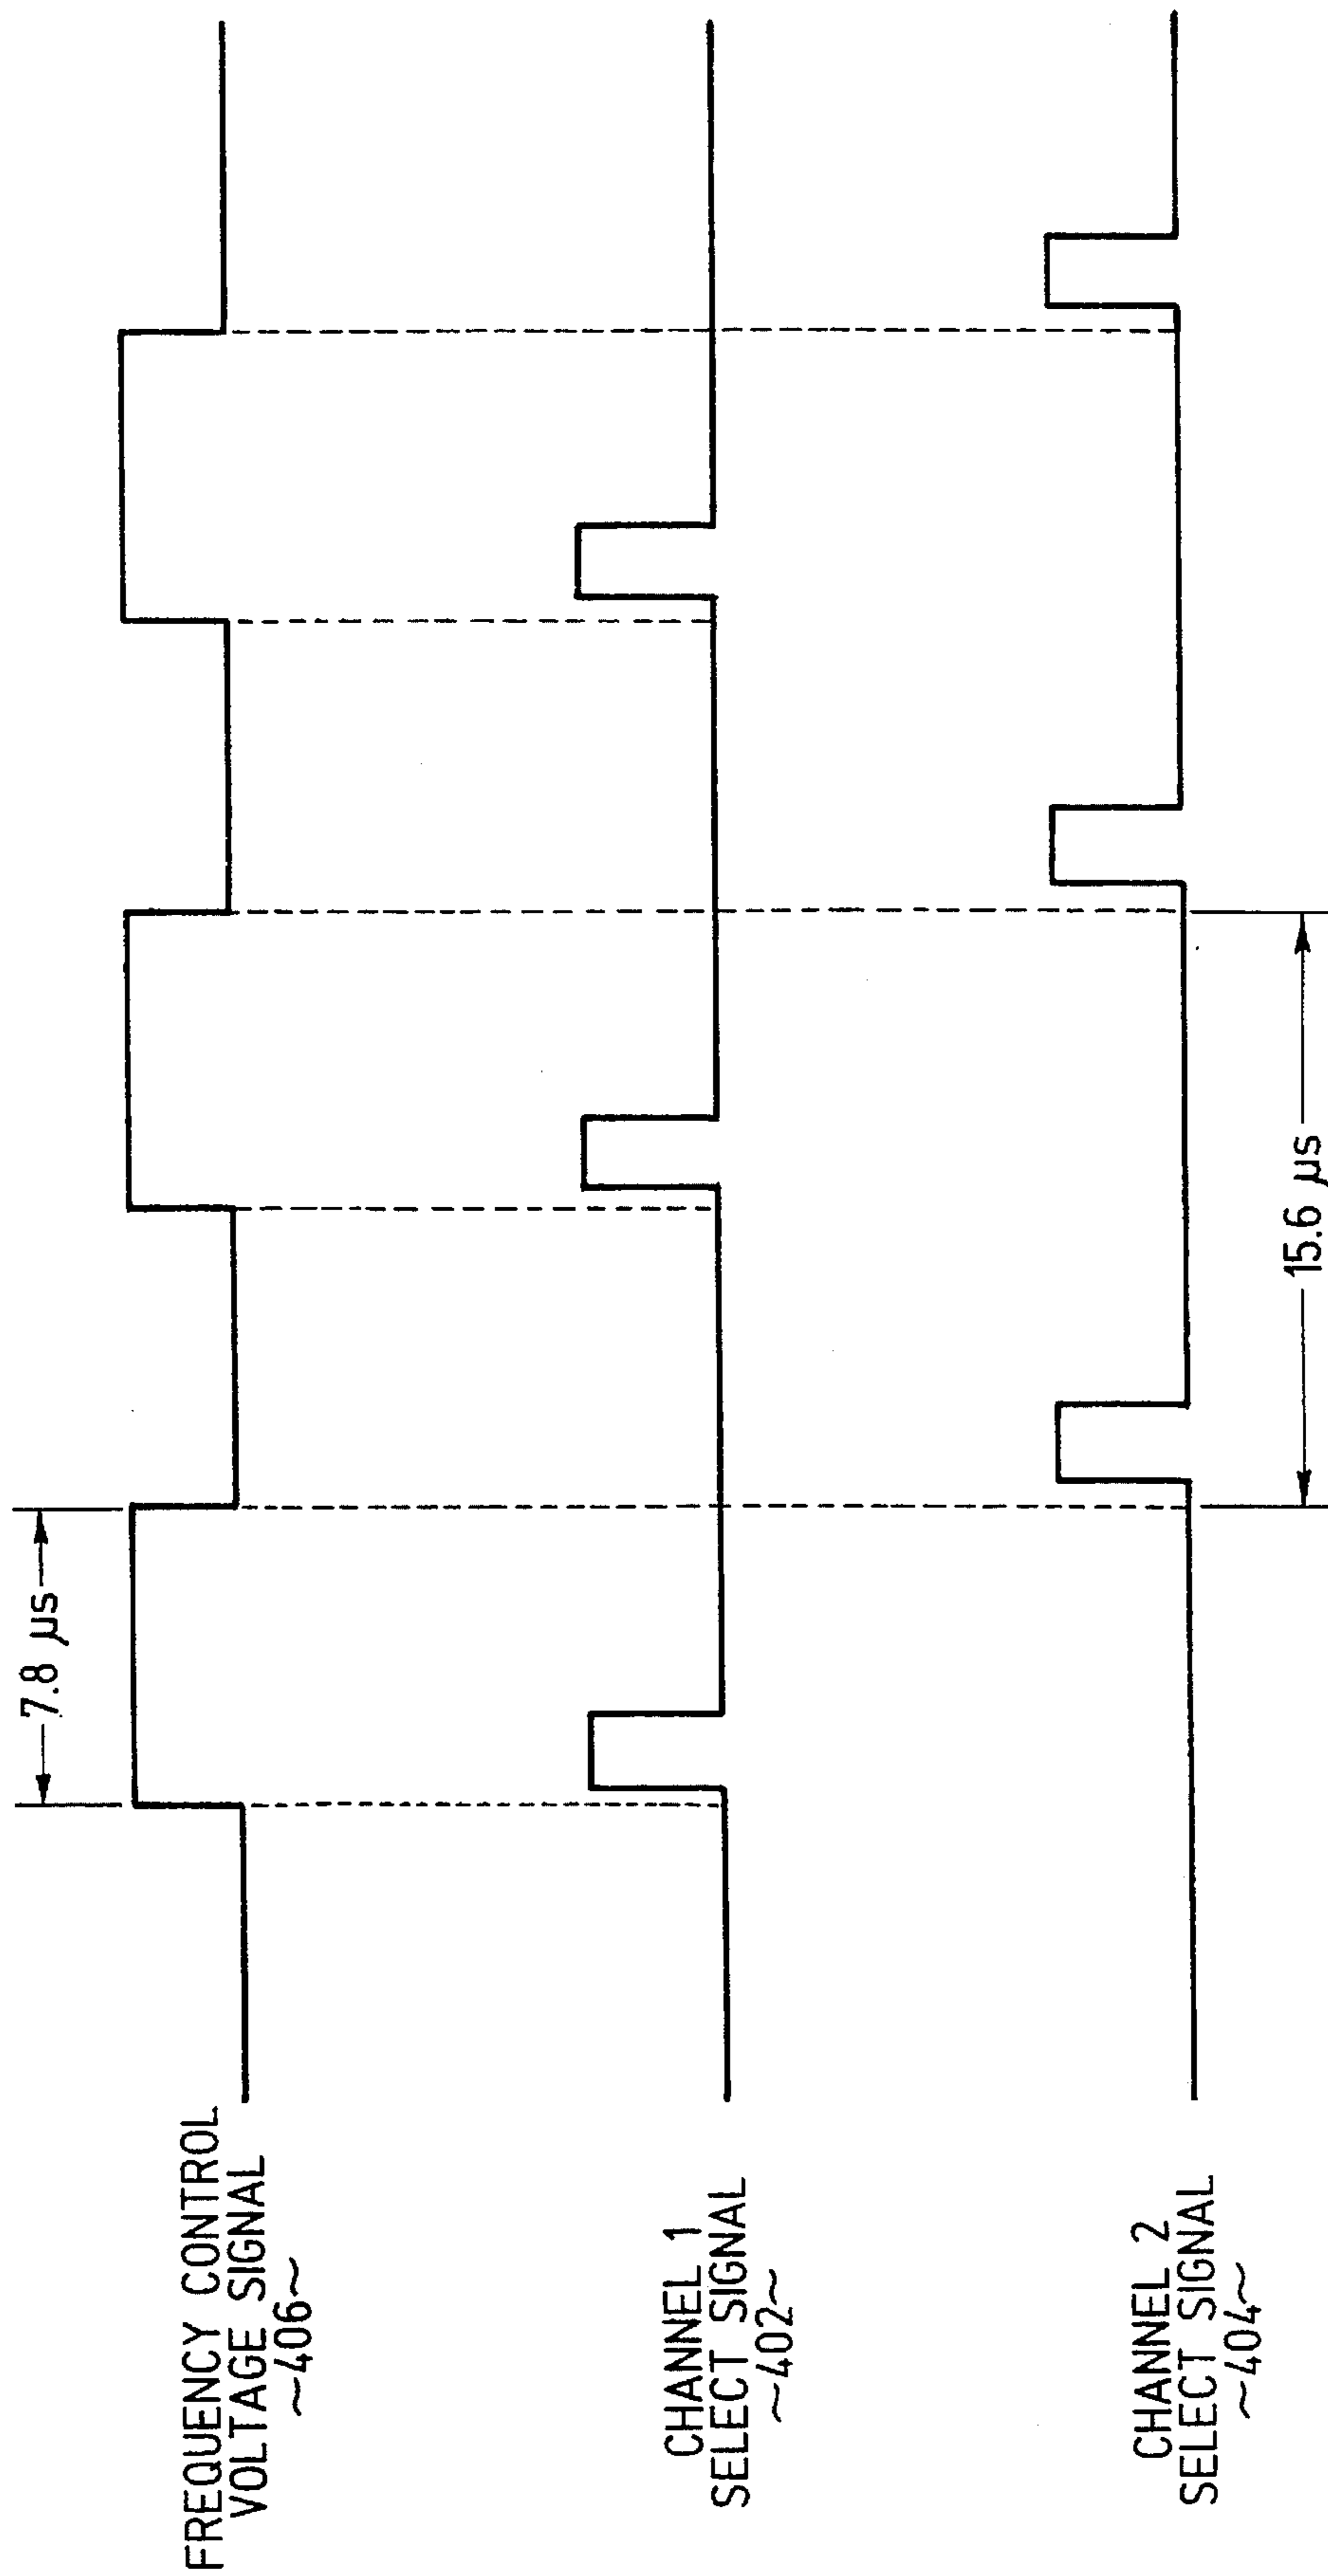 7.8 µs
FREQUENCY CONTROL
VOLTAGE SIGNAL
~406~
CHANNEL 1
SELECT SIGNAL
~402~
CHANNEL 2
SELECT SIGNAL
~404~
15.6 µs